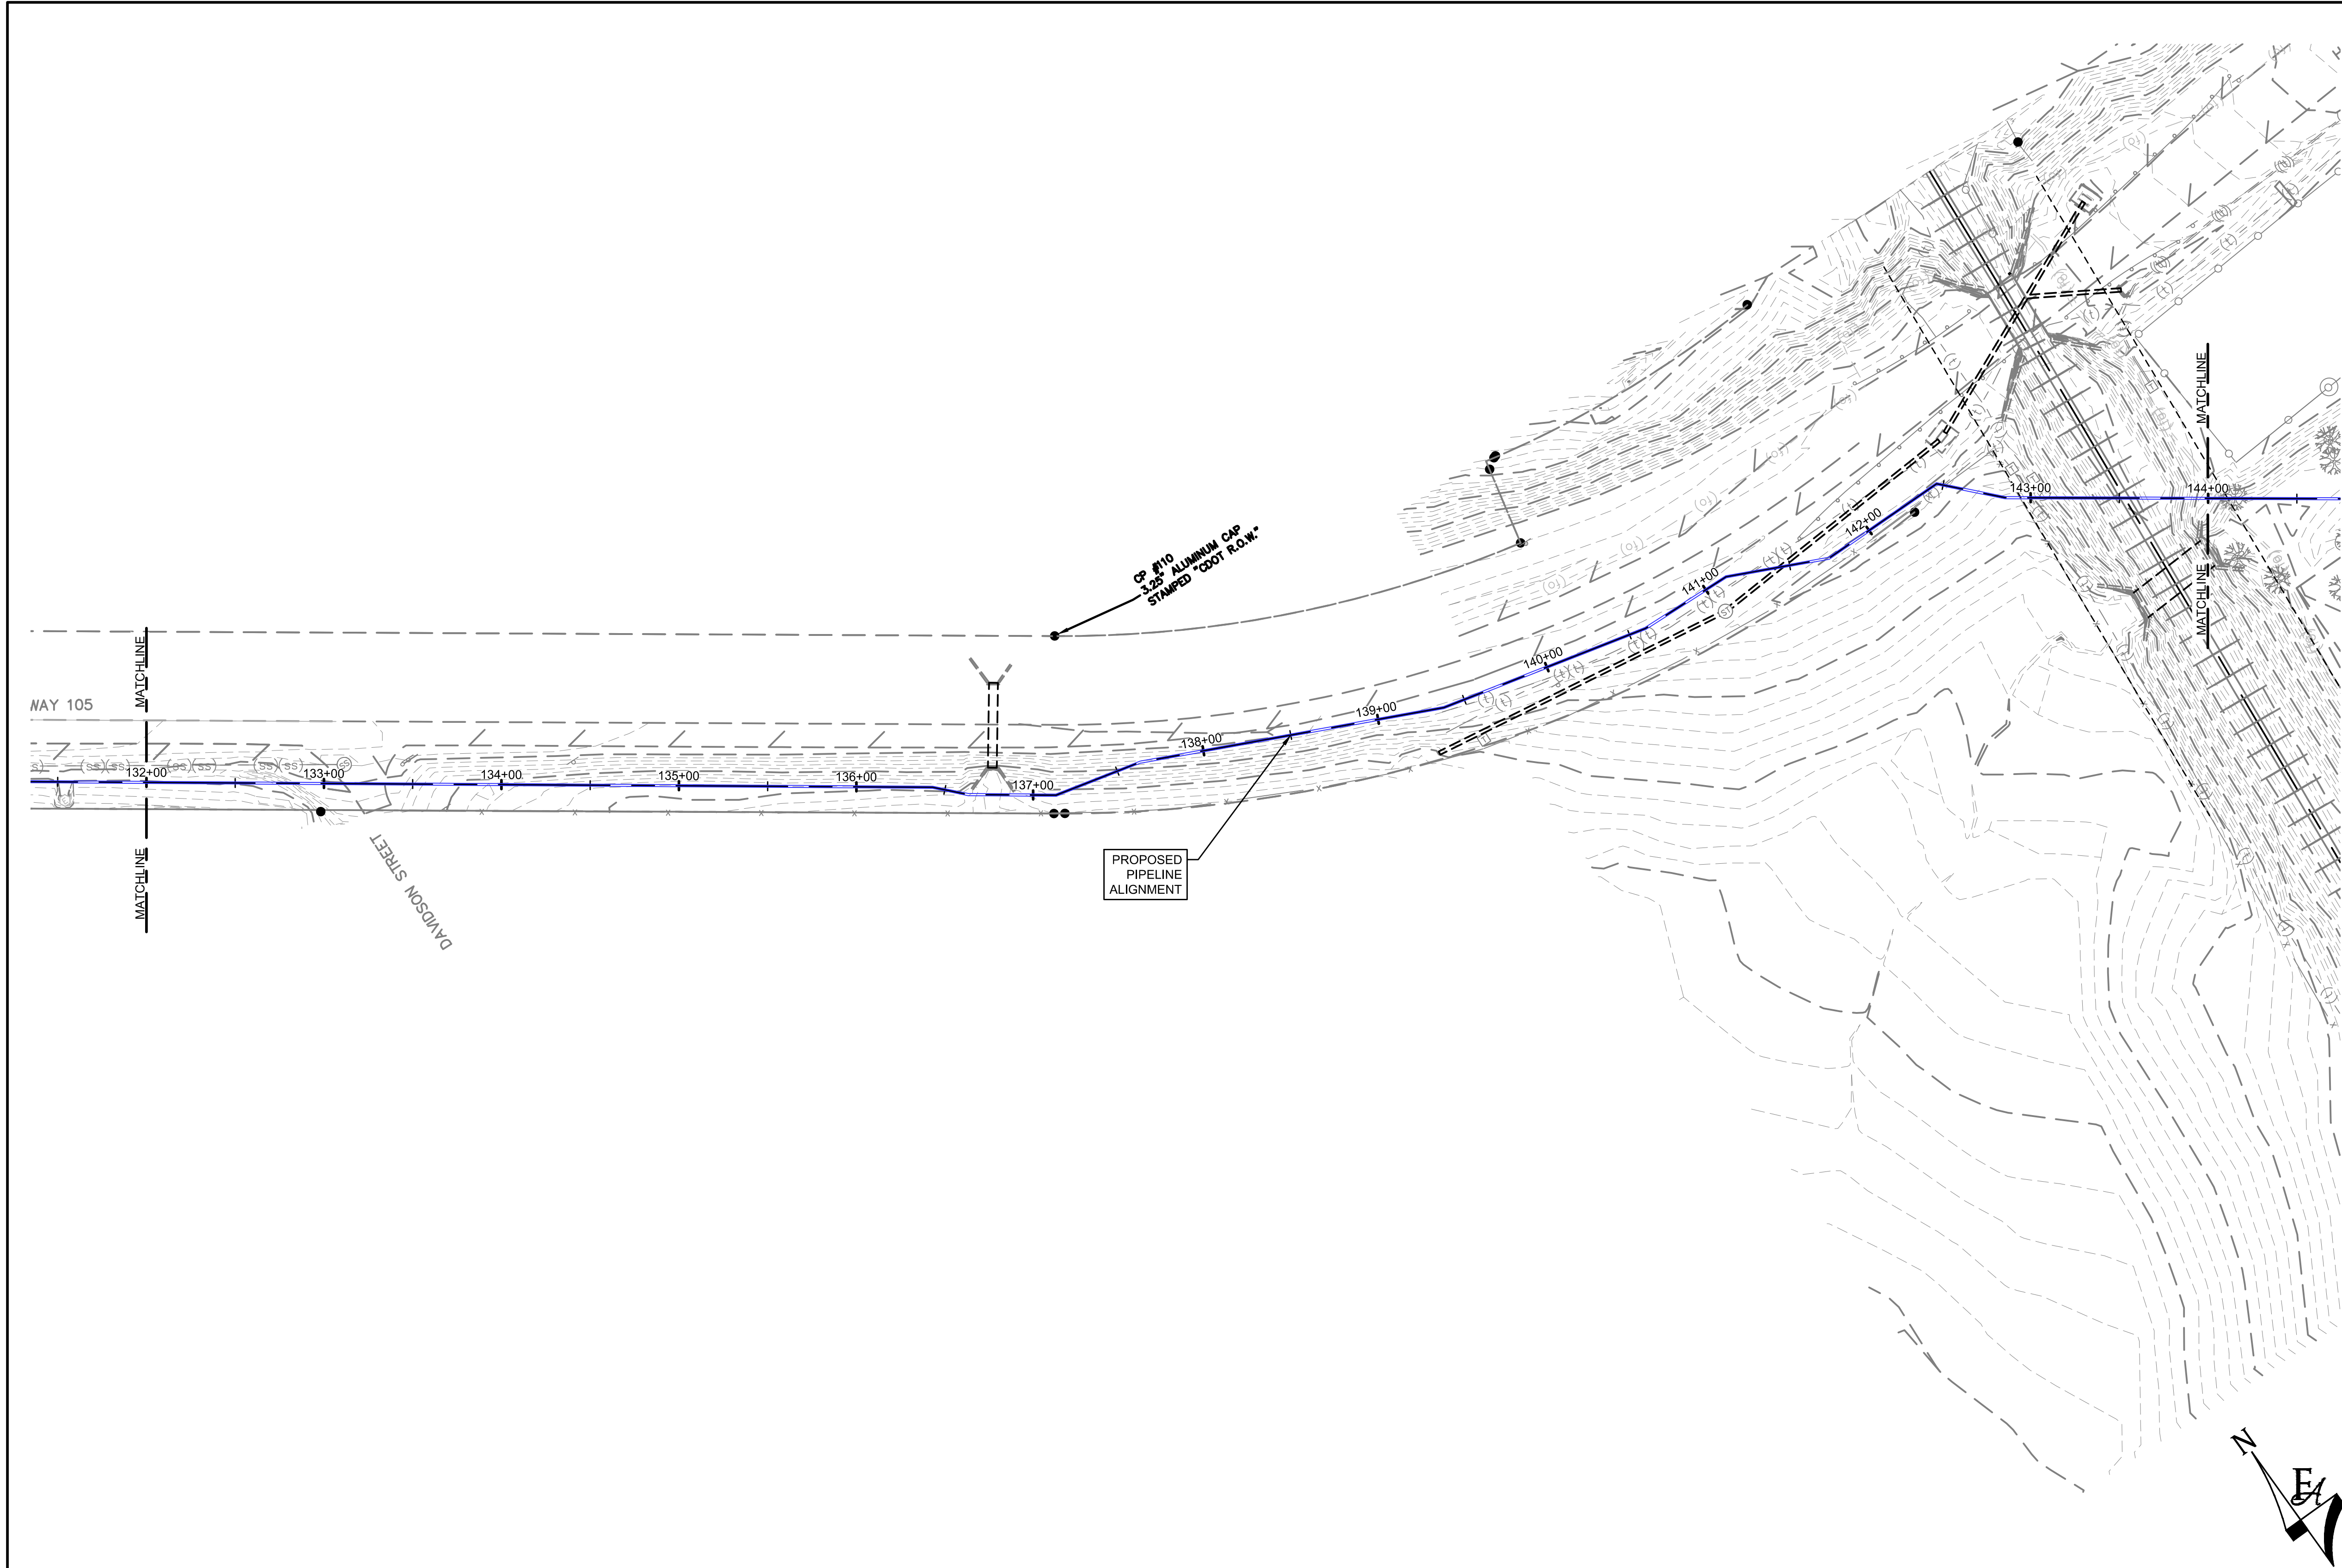 CP #110
3.25" ALUMINUM CAP
STAMPED "CDOT R.O.W."
MATCHLINE
MATCHLINE
MATCHLINE
MATCHLINE
WAY 105
132+00
133+00
134+00
135+00
136+00
137+00
138+00
139+00
140+00
141+00
142+00
143+00
144+00
DAVIDSON STREET
PROPOSED
PIPELINE
ALIGNMENT
N